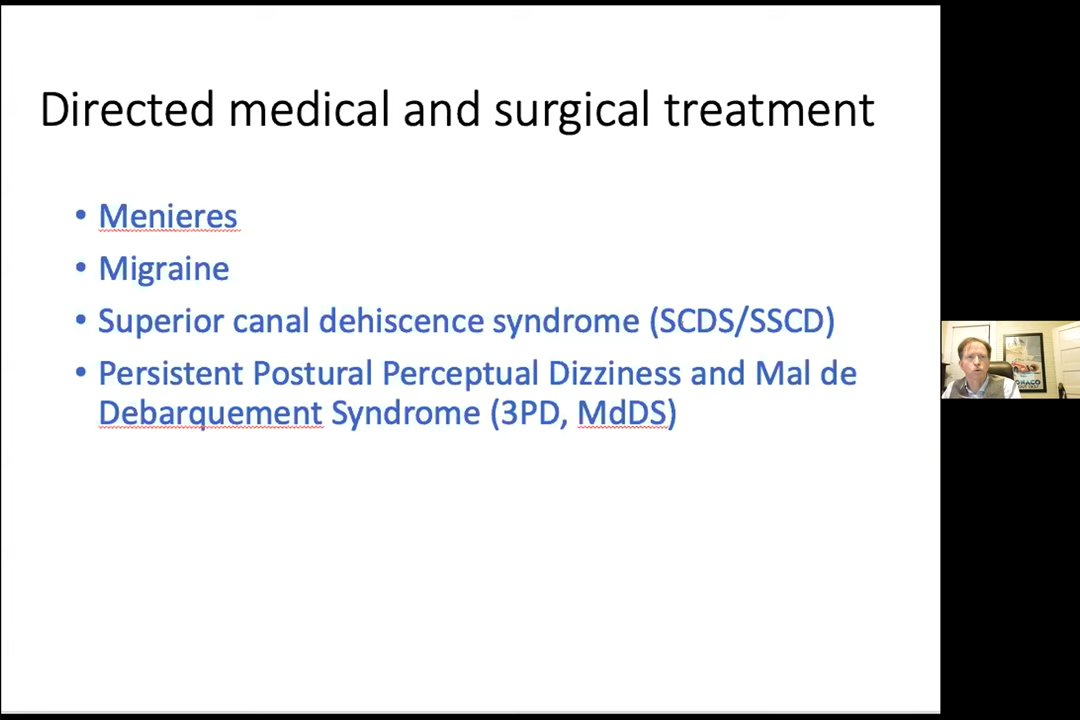 Directed medical and surgical treatment
• Menieres
• Migraine
• Superior canal dehiscence syndrome (SCDS/SSCD)
• Persistent Postural Perceptual Dizziness and Mal de
Debarquement Syndrome (3PD, MdDS)